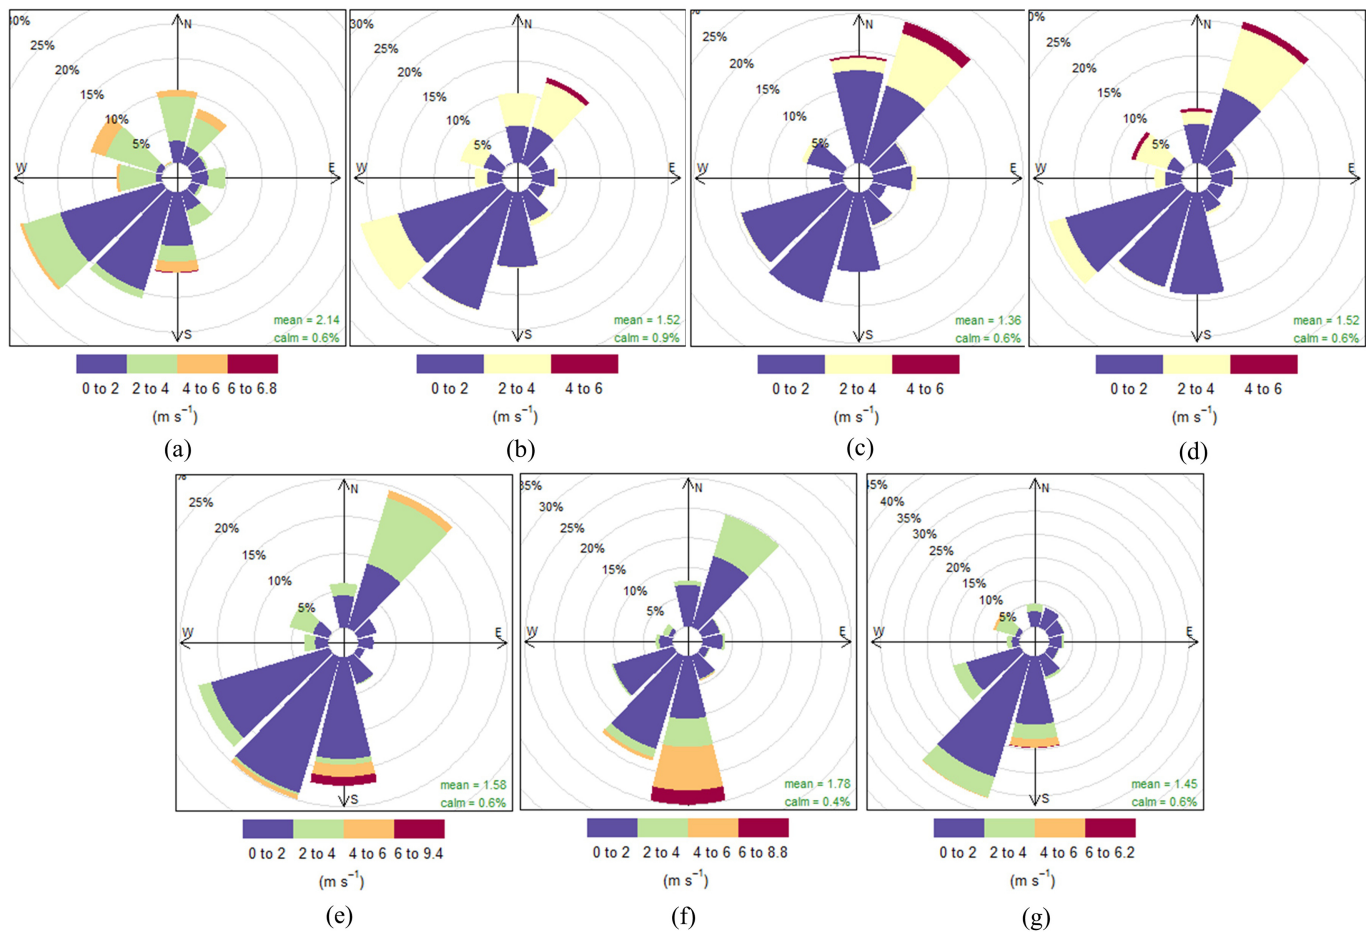 30% 25% 20% 15% 10% 5% N W E S
mean = 2.14
calm = 0.6%
0 to 2 2 to 4 4 to 6 6 to 6.8
(m s⁻¹)
(a)
30% 25% 20% 15% 10% 5% N W E S
mean = 1.52
calm = 0.9%
0 to 2 2 to 4 4 to 6
(m s⁻¹)
(b)
25% 20% 15% 10% 5% N W E S
mean = 1.36
calm = 0.6%
0 to 2 2 to 4 4 to 6
(m s⁻¹)
(c)
25% 20% 15% 10% 5% N W E S
mean = 1.52
calm = 0.6%
0 to 2 2 to 4 4 to 6
(m s⁻¹)
(d)
% 25% 20% 15% 10% 5% N W E S
mean = 1.58
calm = 0.6%
0 to 2 2 to 4 4 to 6 6 to 9.4
(m s⁻¹)
(e)
35% 30% 25% 20% 15% 10% 5% N W E S
mean = 1.78
calm = 0.4%
0 to 2 2 to 4 4 to 6 6 to 8.8
(m s⁻¹)
(f)
45% 40% 35% 30% 25% 20% 15% 10% 5% N W E S
mean = 1.45
calm = 0.6%
0 to 2 2 to 4 4 to 6 6 to 6.2
(m s⁻¹)
(g)